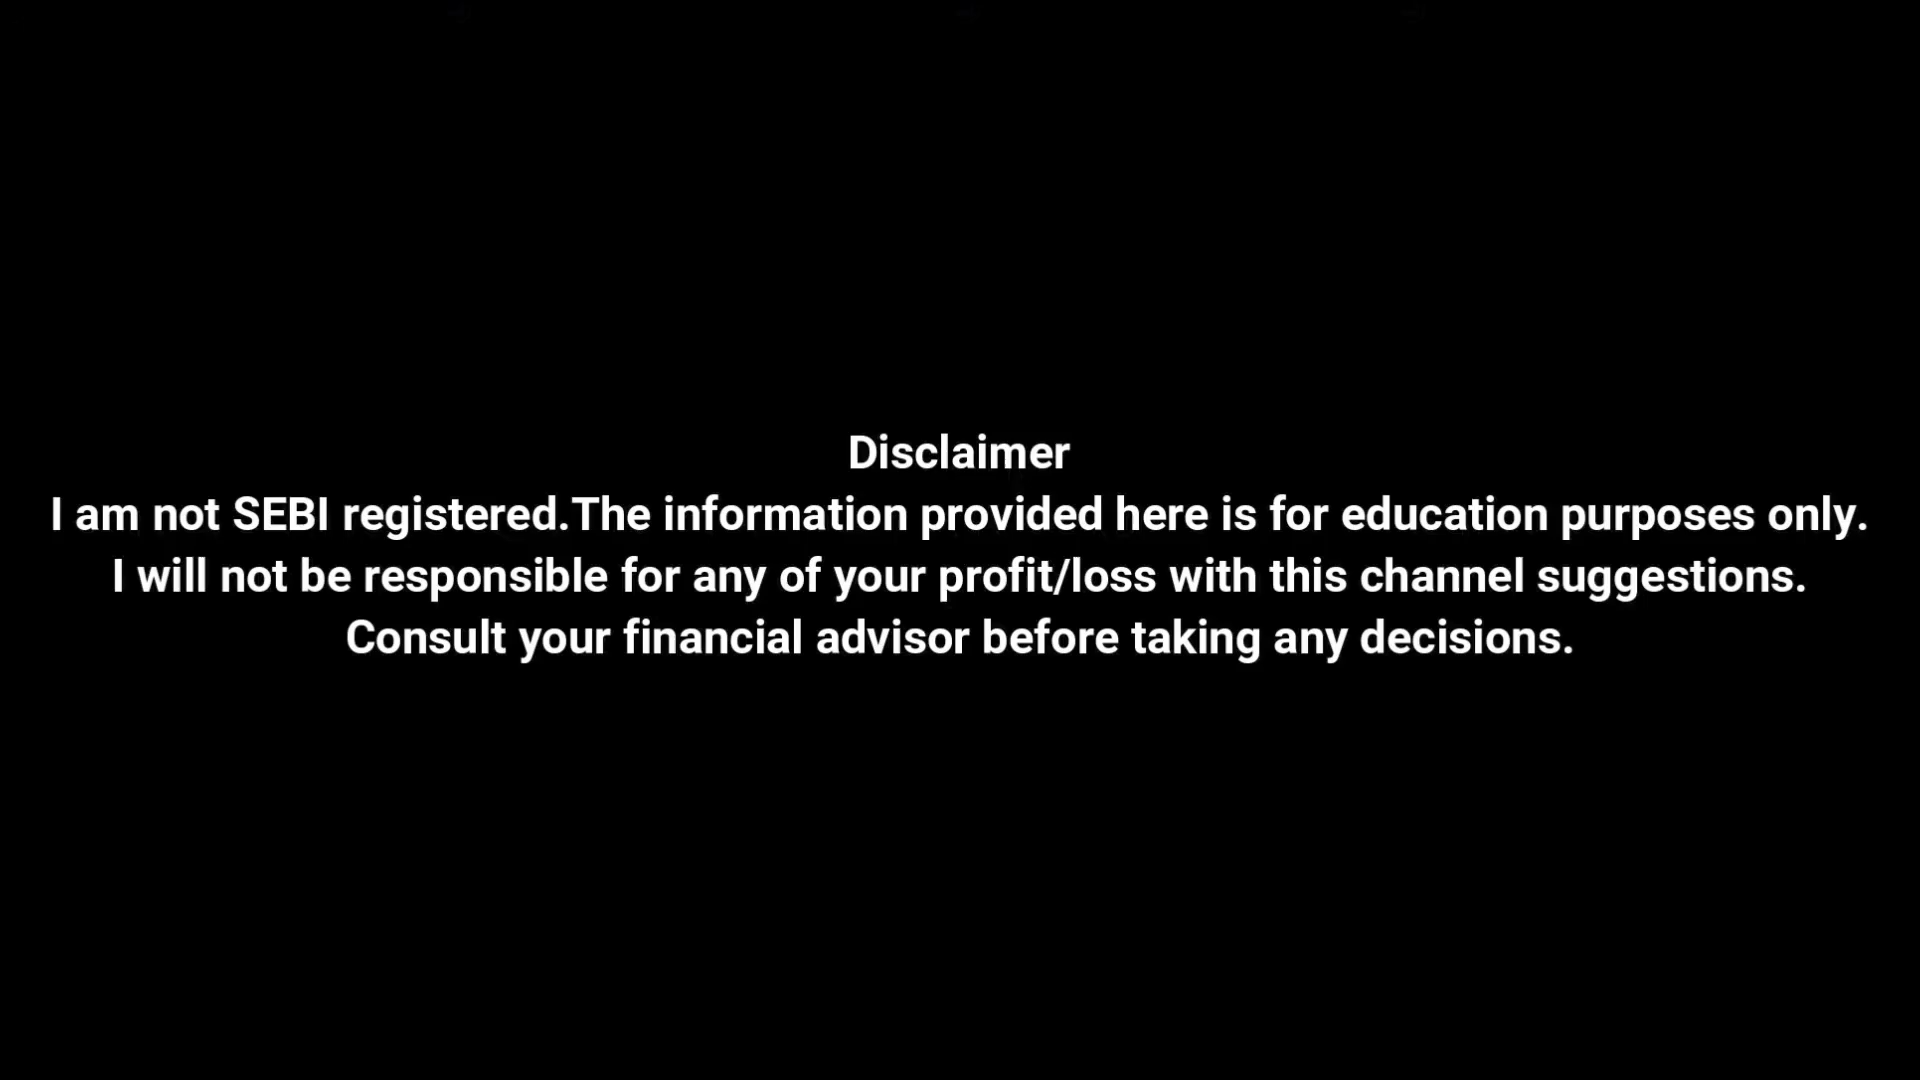 Disclaimer
I am not SEBI registered.The information provided here is for education purposes only.
I will not be responsible for any of your profit/loss with this channel suggestions.
Consult your financial advisor before taking any decisions.